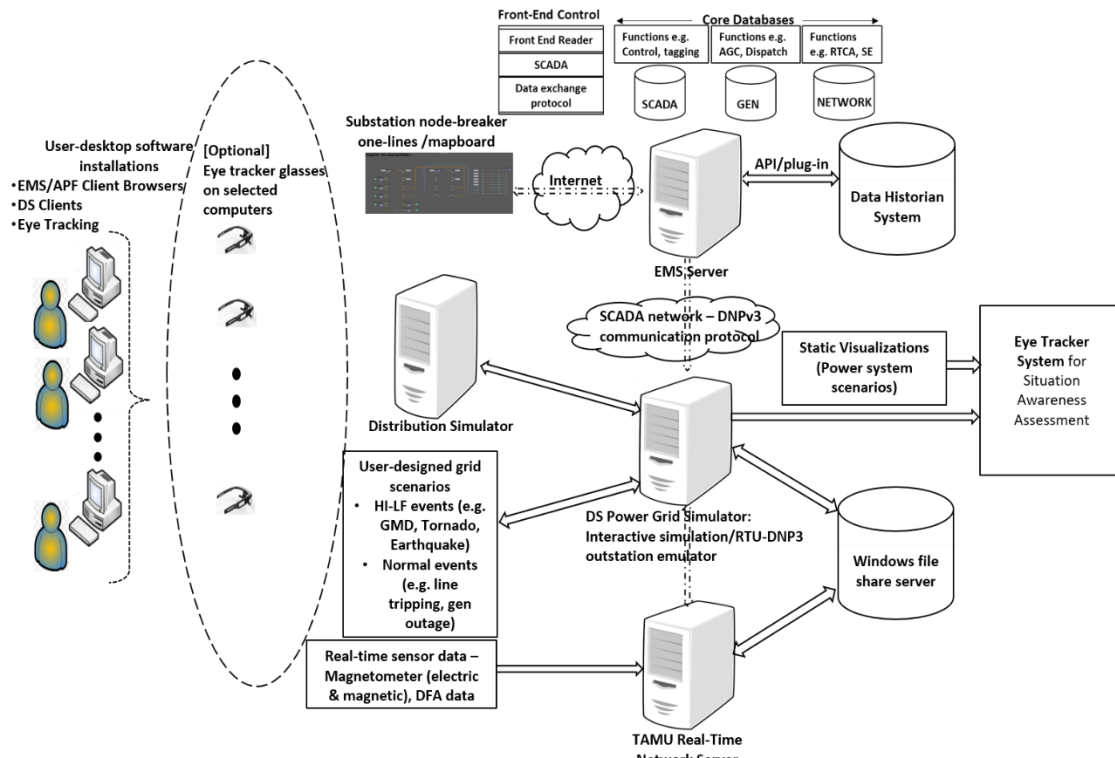 Front-End Control
Front End Reader
SCADA
Data exchange
protocol
Core Databases
Functions e.g.
Control, tagging
Functions e.g.
AGC, Dispatch
Functions
e.g. RTCA, SE
SCADA
GEN
NETWORK
Substation node-breaker
one-lines /mapboard
Internet
API/plug-in
Data Historian
System
EMS Server
User-desktop software
installations
•EMS/APF Client Browsers
•DS Clients
•Eye Tracking
[Optional]
Eye tracker glasses
on selected
computers
SCADA network – DNPv3
communication protocol
Static Visualizations
(Power system
scenarios)
Eye Tracker
System for
Situation
Awareness
Assessment
Distribution Simulator
User-designed grid
scenarios
• HI-LF events (e.g.
GMD, Tornado,
Earthquake)
• Normal events
(e.g. line
tripping, gen
outage)
DS Power Grid Simulator:
Interactive simulation/RTU-DNP3
outstation emulator
Windows file
share server
Real-time sensor data –
Magnetometer (electric
& magnetic), DFA data
TAMU Real-Time
Network Server